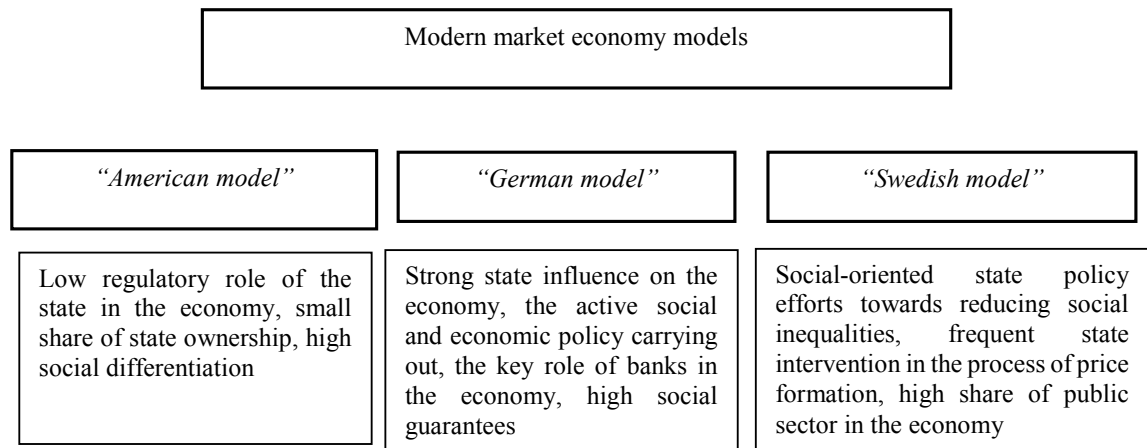 Modern market economy models
“American model”
“German model”
“Swedish model”
Low regulatory role of the
state in the economy, small
share of state ownership, high
social differentiation
Strong state influence on the
economy, the active social
and economic policy carrying
out, the key role of banks in
the economy, high social
guarantees
Social-oriented state policy
efforts towards reducing social
inequalities, frequent state
intervention in the process of price
formation, high share of public
sector in the economy